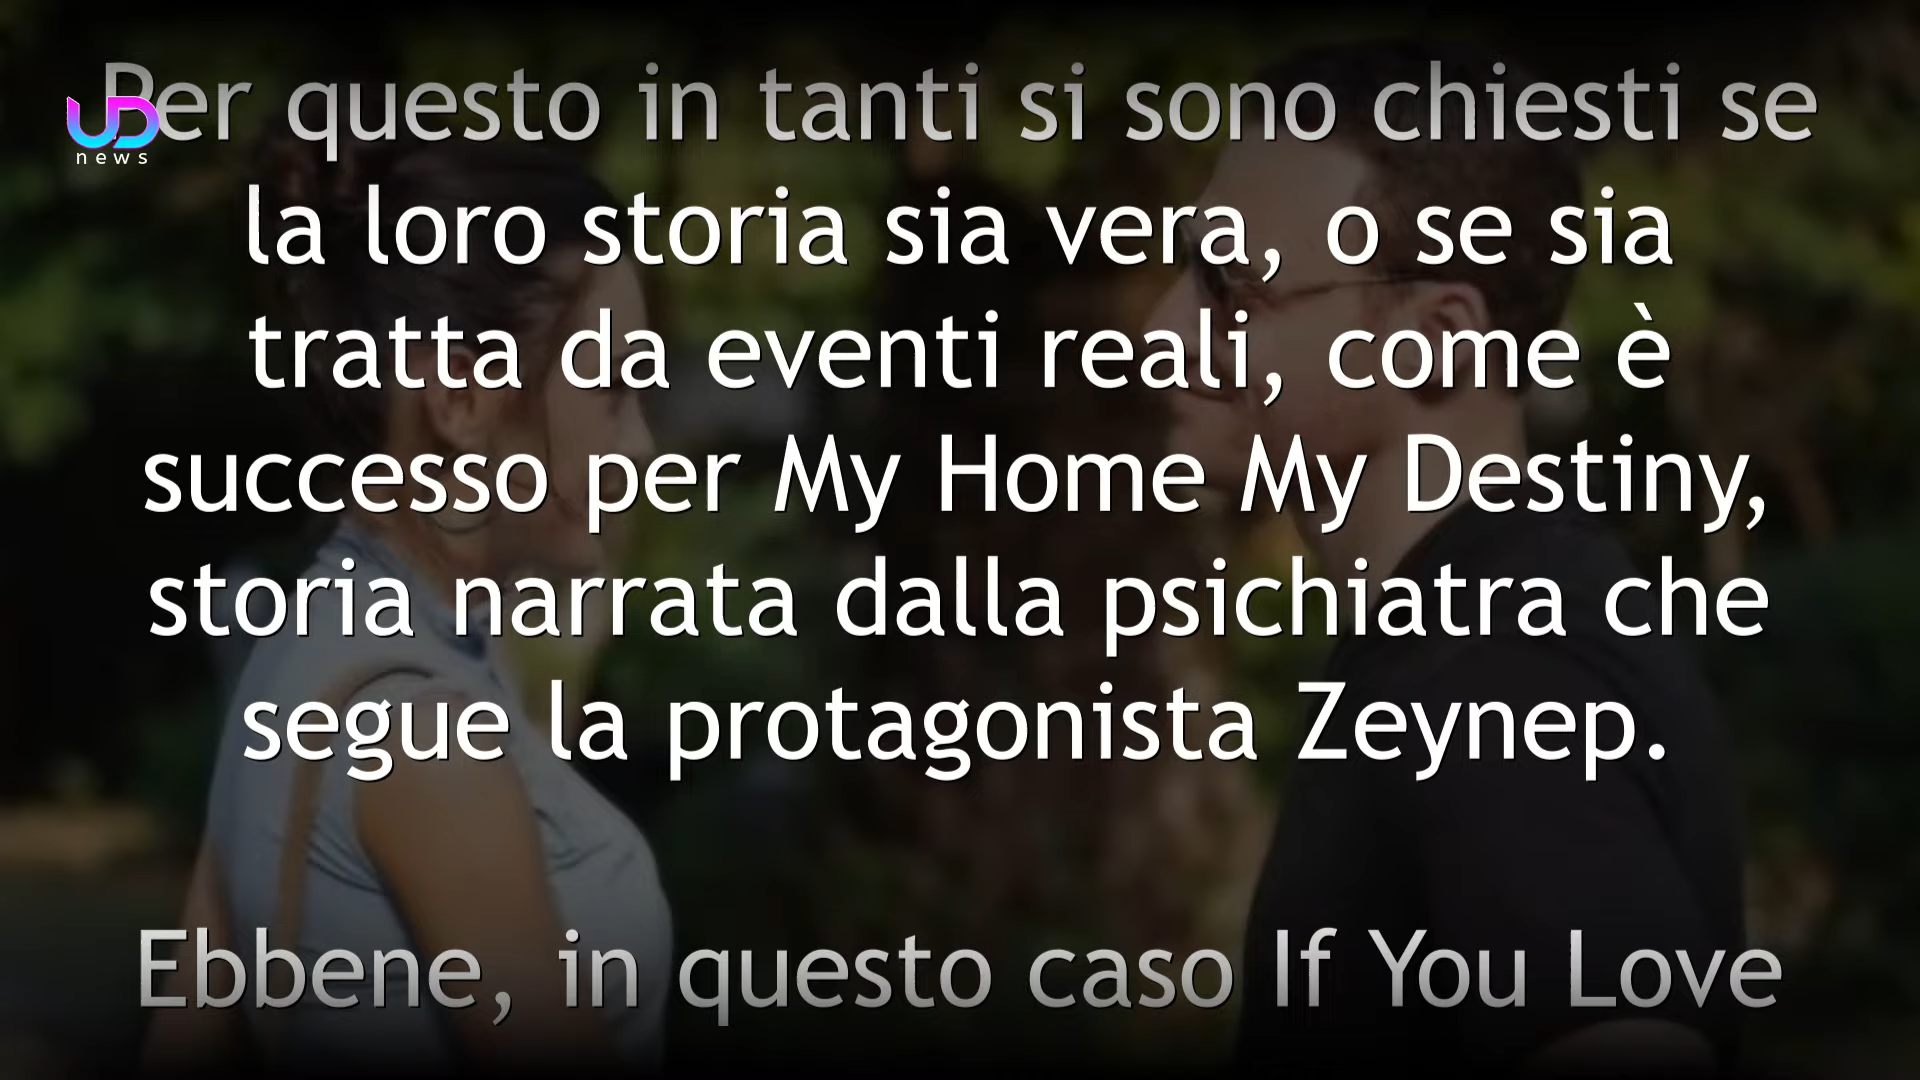 Per questo in tanti si sono chiesti se
UD
news
la loro storia sia vera, o se sia
tratta da eventi reali, come è
successo per My Home My Destiny,
storia narrata dalla psichiatra che
segue la protagonista Zeynep.
Ebbene, in questo caso If You Love